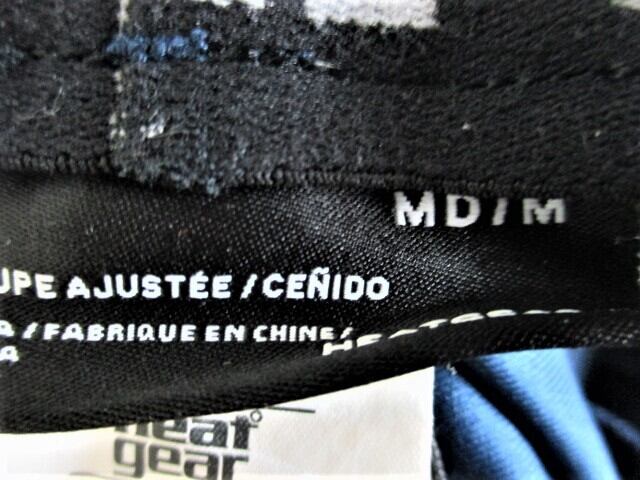 MD/M
UPE AJUSTÉE/CEÑIDO
A/FABRIQUE EN CHINE/
A
heat
gear